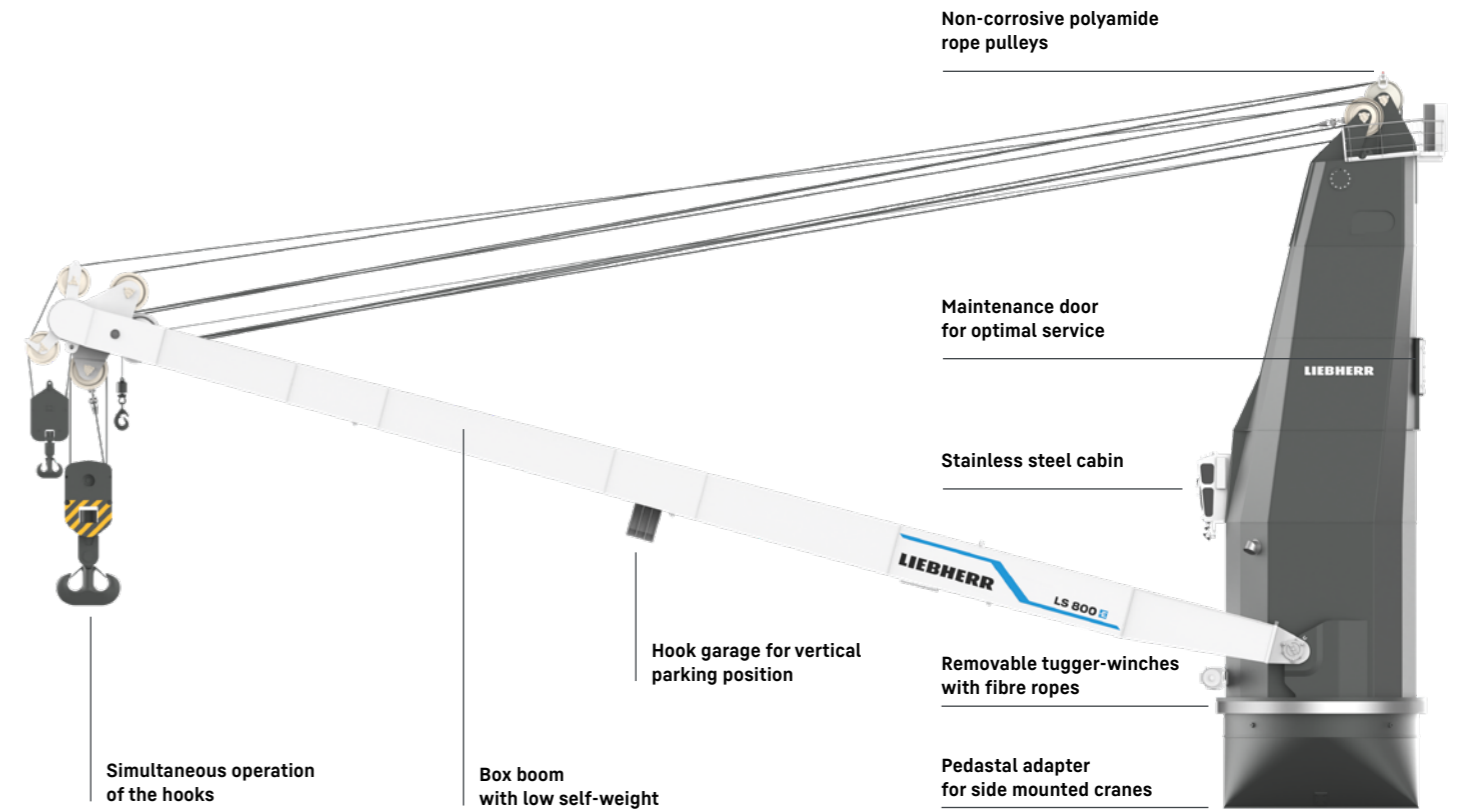 Non-corrosive polyamide
rope pulleys
Maintenance door
for optimal service
LIEBHERR
Stainless steel cabin
LIEBHERR
LS 800 E
Hook garage for vertical
parking position
Removable tugger-winches
with fibre ropes
Simultaneous operation
of the hooks
Box boom
with low self-weight
Pedestal adapter
for side mounted cranes